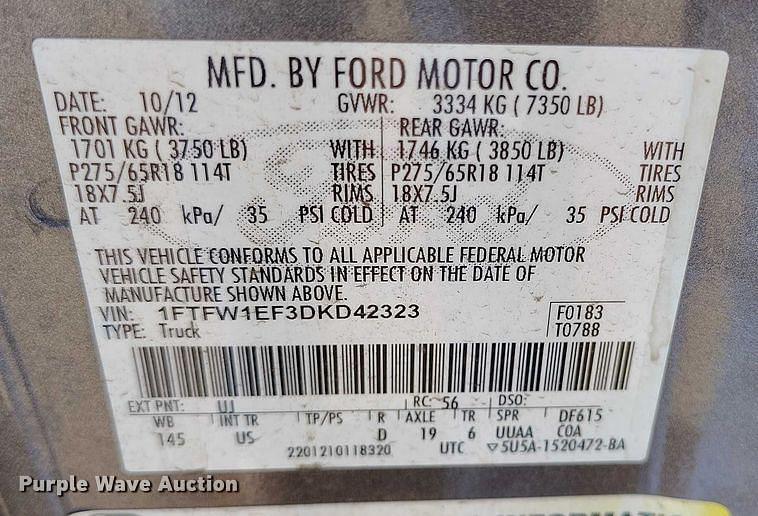 MFD. BY FORD MOTOR CO.
DATE: 10/12 GVWR: 3334 KG ( 7350 LB)
FRONT GAWR: REAR GAWR:
1701 KG ( 3750 LB) WITH 1746 KG ( 3850 LB) WITH
P275/65R18 114T TIRES P275/65R18 114T TIRES
18X7.5J RIMS 18X7.5J RIMS
AT 240 kPa/ 35 PSI COLD AT 240 kPa/ 35 PSI COLD
THIS VEHICLE CONFORMS TO ALL APPLICABLE FEDERAL MOTOR
VEHICLE SAFETY STANDARDS IN EFFECT ON THE DATE OF
MANUFACTURE SHOWN ABOVE.
VIN: 1FTFW1EF3DKD42323 F0183
TYPE: Truck T0788
EXT PNT: UJ RC: 56 DSO:
WB INT TR TP/PS R AXLE TR SPR DF615
145 US D 19 6 UUAA COA
2201210118320 UTC ▽5U5A-1520472-BA
Purple Wave Auction